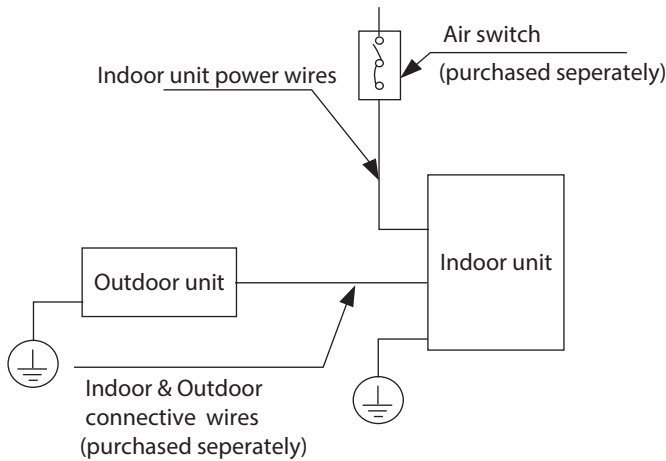 Air switch
(purchased seperately)
Indoor unit power wires
Outdoor unit
Indoor unit
Indoor & Outdoor
connective wires
(purchased seperately)